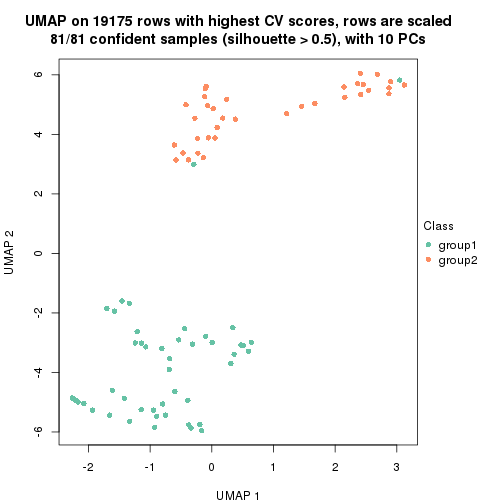 UMAP on 19175 rows with highest CV scores, rows are scaled
81/81 confident samples (silhouette > 0.5), with 10 PCs
6
4
2
0
-2
-4
-6
UMAP 2
-2
-1
0
1
2
3
UMAP 1
Class
group1
group2